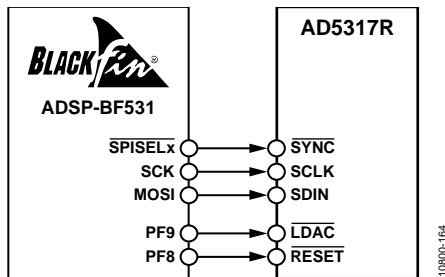 AD5317R
BLACKfin®
ADSP-BF531
SPISELx SYNC
SCK SCLK
MOSI SDIN
PF9 LDAC
PF8 RESET
10800-164